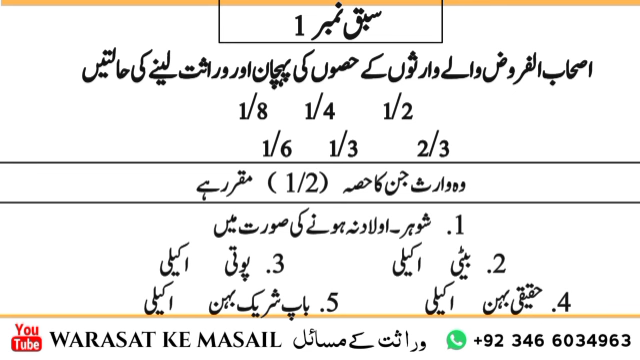 سبق نمبر 1
اصحاب الفروض والے وارثوں کے حصوں کی پہچان اور وراثت لینے کی حالتیں
1/2 1/4 1/8
2/3 1/3 1/6
وہ وارث جن کا حصہ (1/2) مقرر ہے
1. شوہر۔ اولاد نہ ہونے کی صورت میں
2. بیٹی اکیلی 3. پوتی اکیلی
4. حقیقی بہن اکیلی 5. باپ شریک بہن اکیلی
You Tube WARASAT KE MASAIL وراثت کے مسائل +92 346 6034963